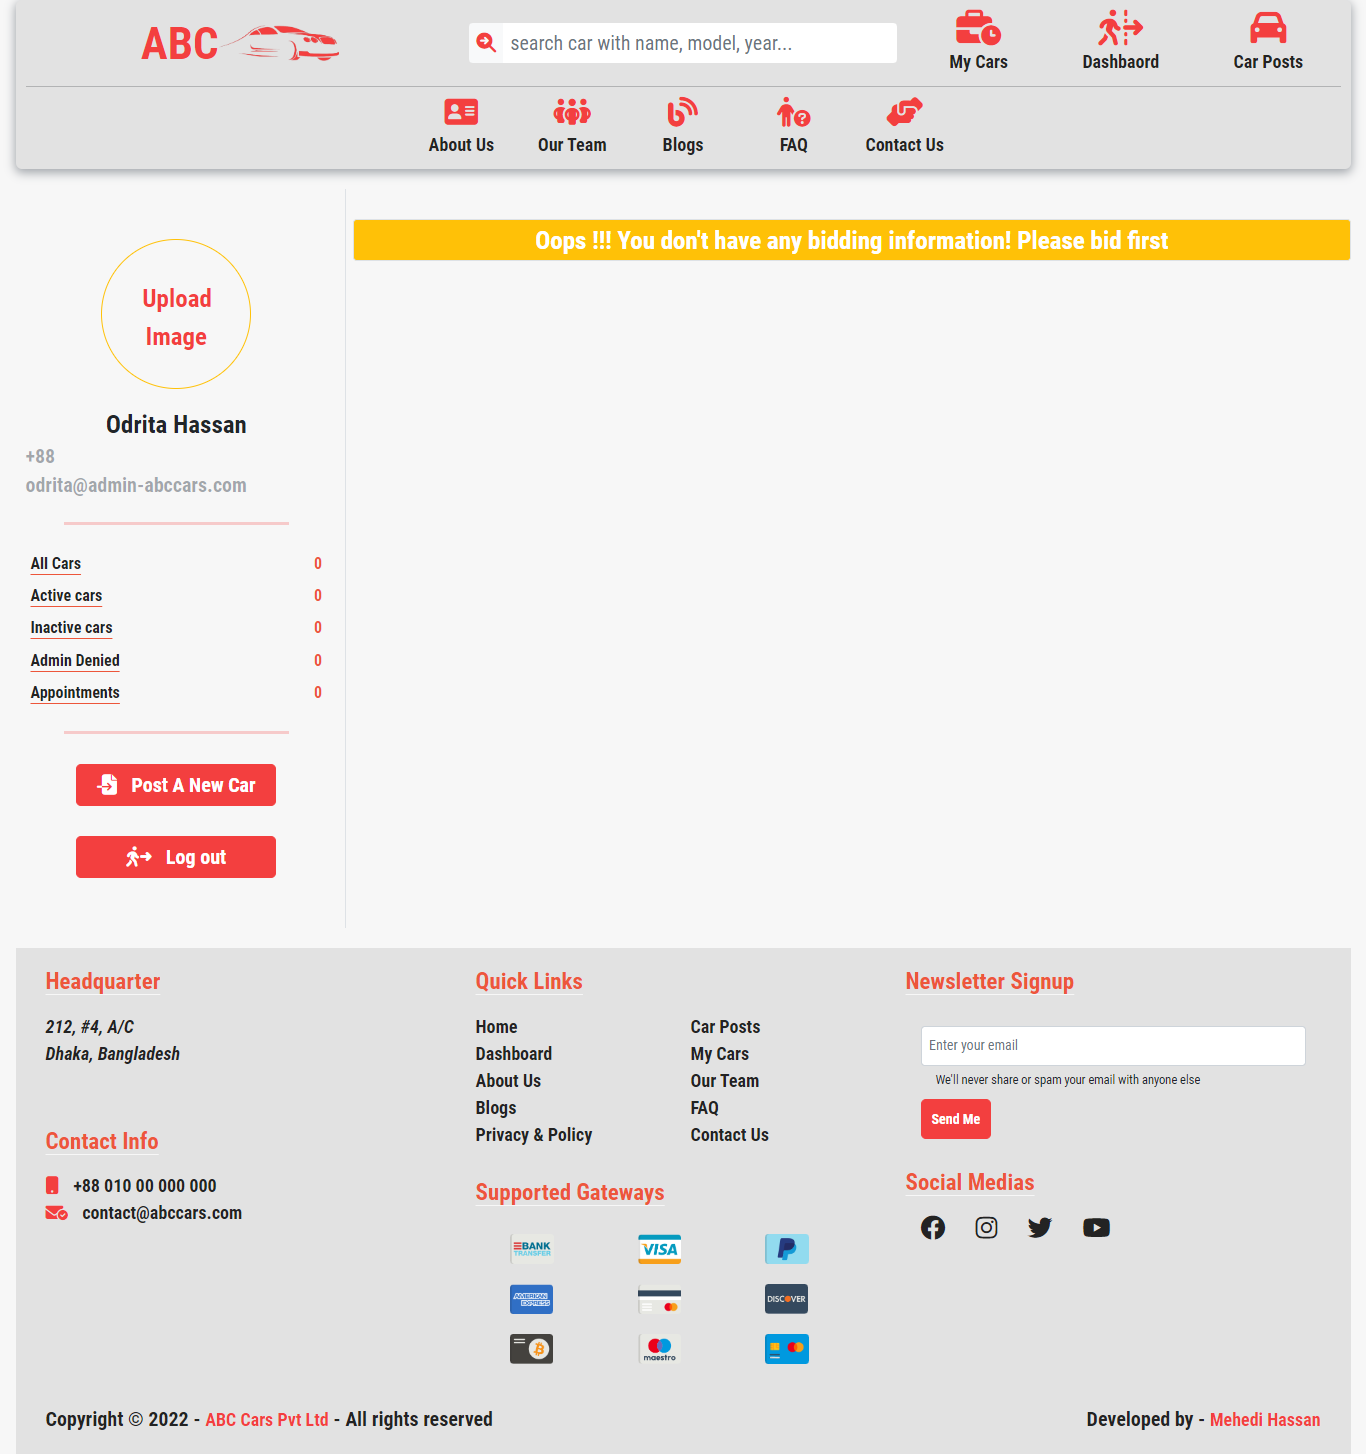 ABC
search car with name, model, year...
My Cars
Dashbaord
Car Posts
About Us
Our Team
Blogs
FAQ
Contact Us
Upload
Image
Odrita Hassan
+88
odrita@admin-abccars.com
All Cars 0
Active cars 0
Inactive cars 0
Admin Denied 0
Appointments 0
Post A New Car
Log out
Oops !!! You don't have any bidding information! Please bid first
Headquarter
212, #4, A/C
Dhaka, Bangladesh
Contact Info
+88 010 00 000 000
contact@abccars.com
Quick Links
Home
Dashboard
About Us
Blogs
Privacy & Policy
Car Posts
My Cars
Our Team
FAQ
Contact Us
Supported Gateways
BANK
TRANSFER
VISA
AMERICAN
EXPRESS
DISCOVER
maestro
Newsletter Signup
Enter your email
We'll never share or spam your email with anyone else
Send Me
Social Medias
Copyright © 2022 - ABC Cars Pvt Ltd - All rights reserved
Developed by - Mehedi Hassan